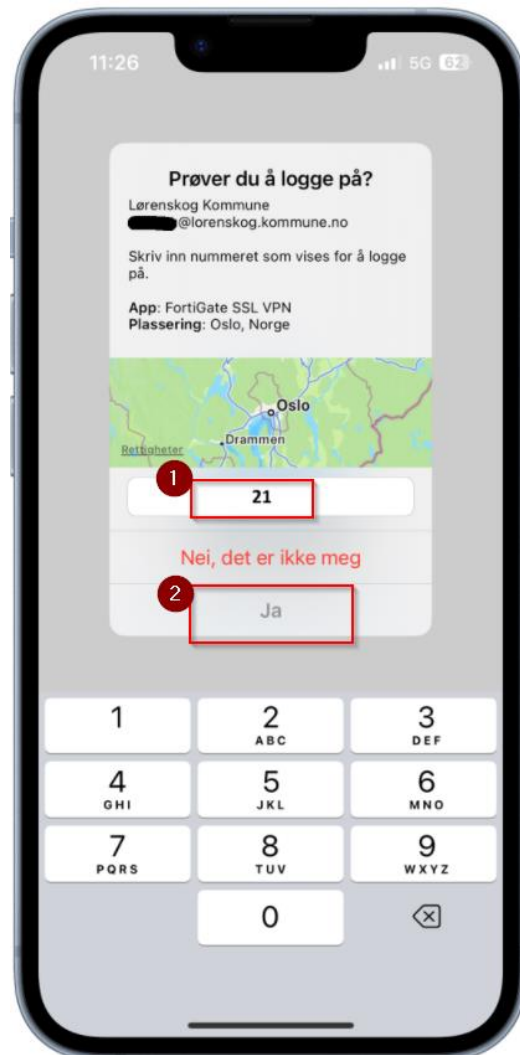 11:26
5G 62
Prøver du å logge på?
Lørenskog Kommune
@lorenskog.kommune.no
Skriv inn nummeret som vises for å logge
på.
App: FortiGate SSL VPN
Plassering: Oslo, Norge
Oslo
Drammen
Rettigheter
1
21
Nei, det er ikke meg
2
Ja
1
2
ABC
3
DEF
4
GHI
5
JKL
6
MNO
7
PQRS
8
TUV
9
WXYZ
0